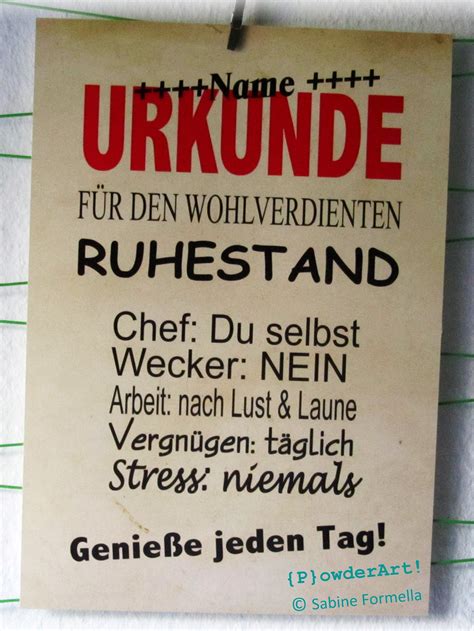 ++++Name ++++
URKUNDE
FÜR DEN WOHLVERDIENTEN
RUHESTAND
Chef: Du selbst
Wecker: NEIN
Arbeit: nach Lust & Laune
Vergnügen: täglich
Stress: niemals
Genieße jeden Tag!
{P}owderArt!
© Sabine Formella